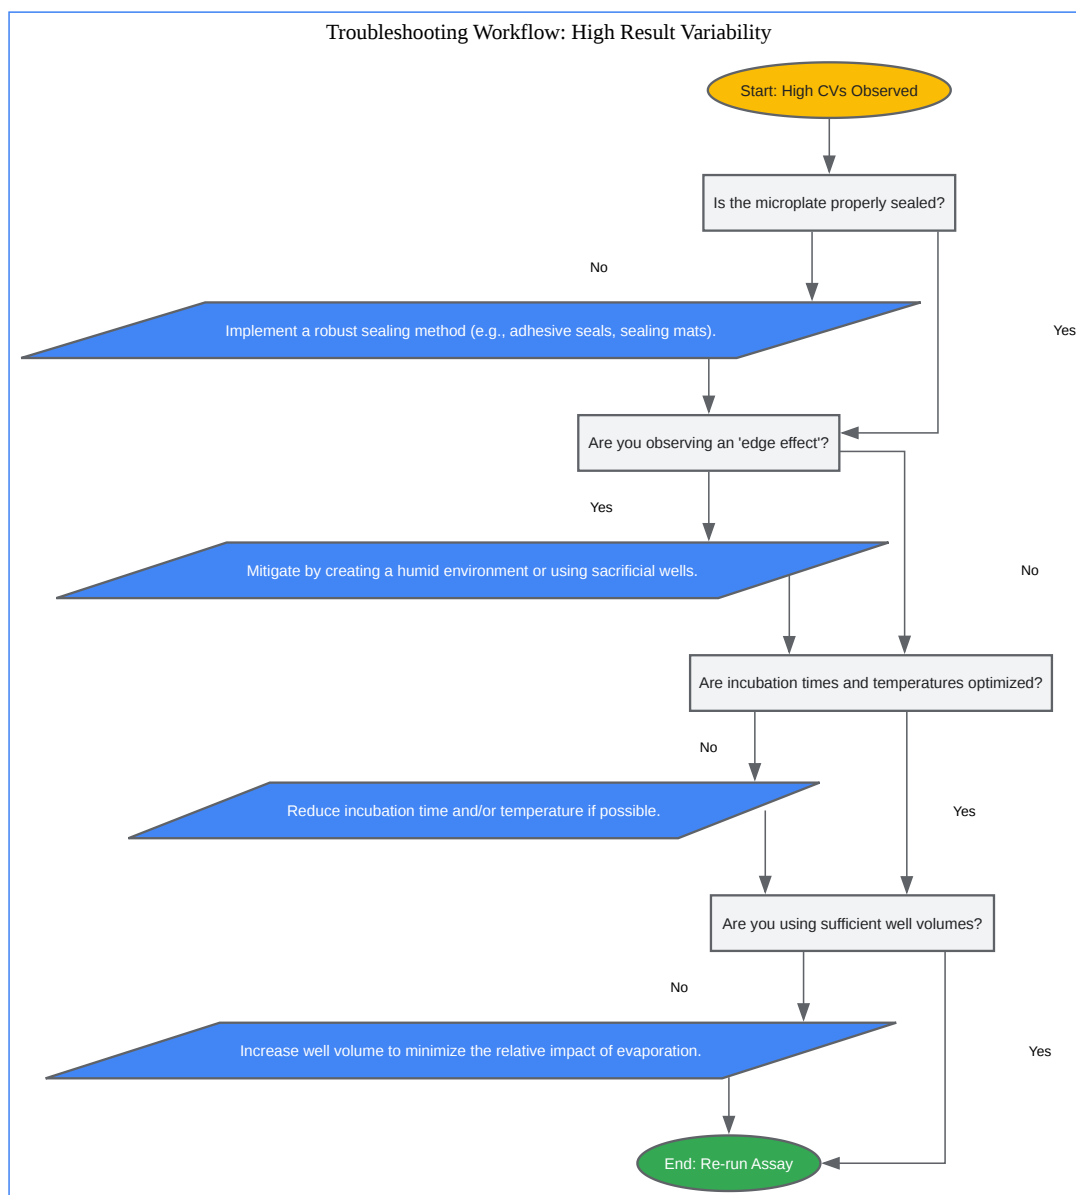 Troubleshooting Workflow: High Result Variability
Start: High CVs Observed
Is the microplate properly sealed?
No
Implement a robust sealing method (e.g., adhesive seals, sealing mats).
Yes
Are you observing an 'edge effect'?
Yes
Mitigate by creating a humid environment or using sacrificial wells.
No
Are incubation times and temperatures optimized?
No
Reduce incubation time and/or temperature if possible.
Yes
Are you using sufficient well volumes?
No
Increase well volume to minimize the relative impact of evaporation.
Yes
End: Re-run Assay